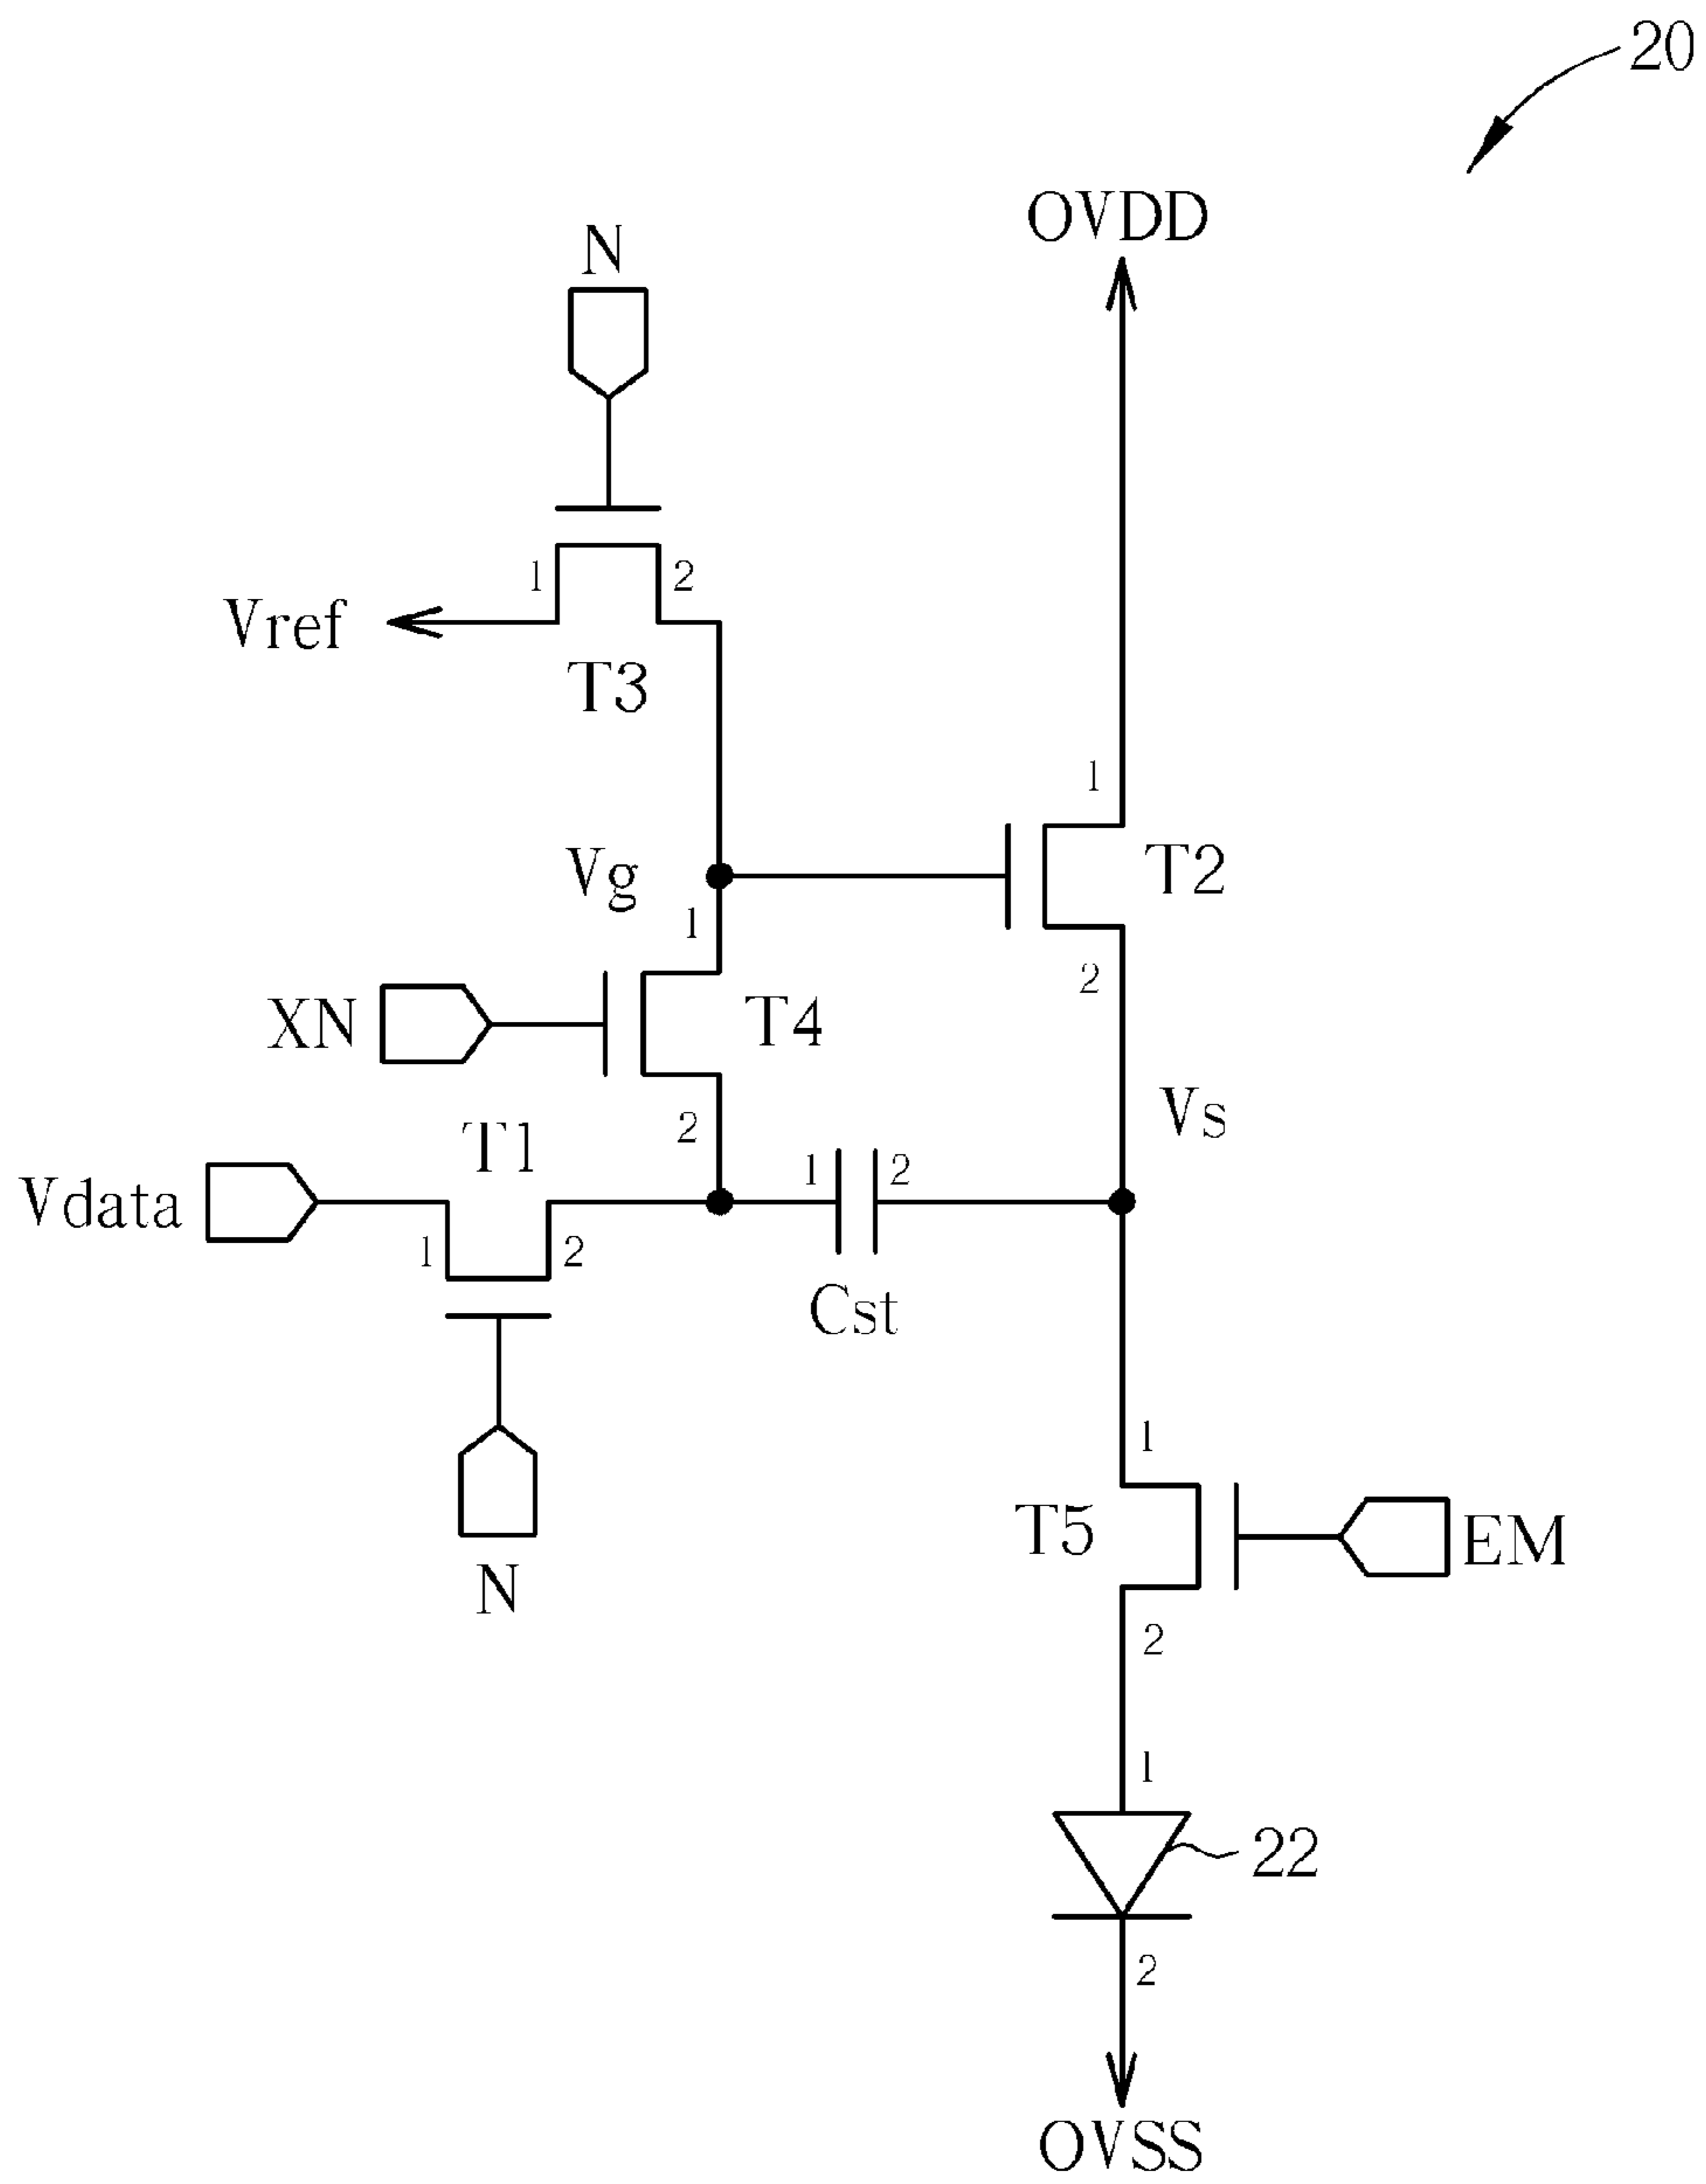 20
OVDD
N
1 2
Vref
T3
1
Vg
T2
1
2
XN
T4
Vs
T1
2
1 2
Vdata
1 2
Cst
1
T5
EM
N
2
1
22
2
OVSS